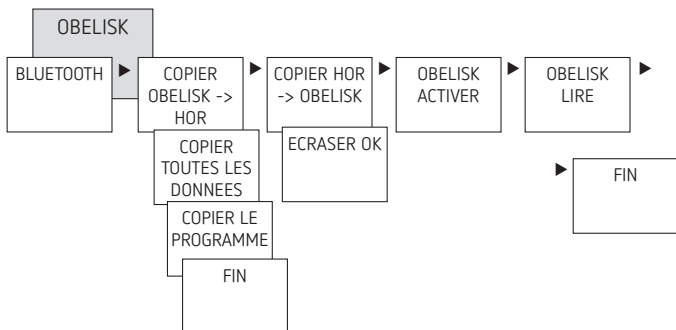 OBELISK
BLUETOOTH
COPIER
OBELISK ->
HOR
COPIER
TOUTES LES
DONNEES
COPIER LE
PROGRAMME
FIN
COPIER HOR
-> OBELISK
ECRASER OK
OBELISK
ACTIVER
OBELISK
LIRE
FIN